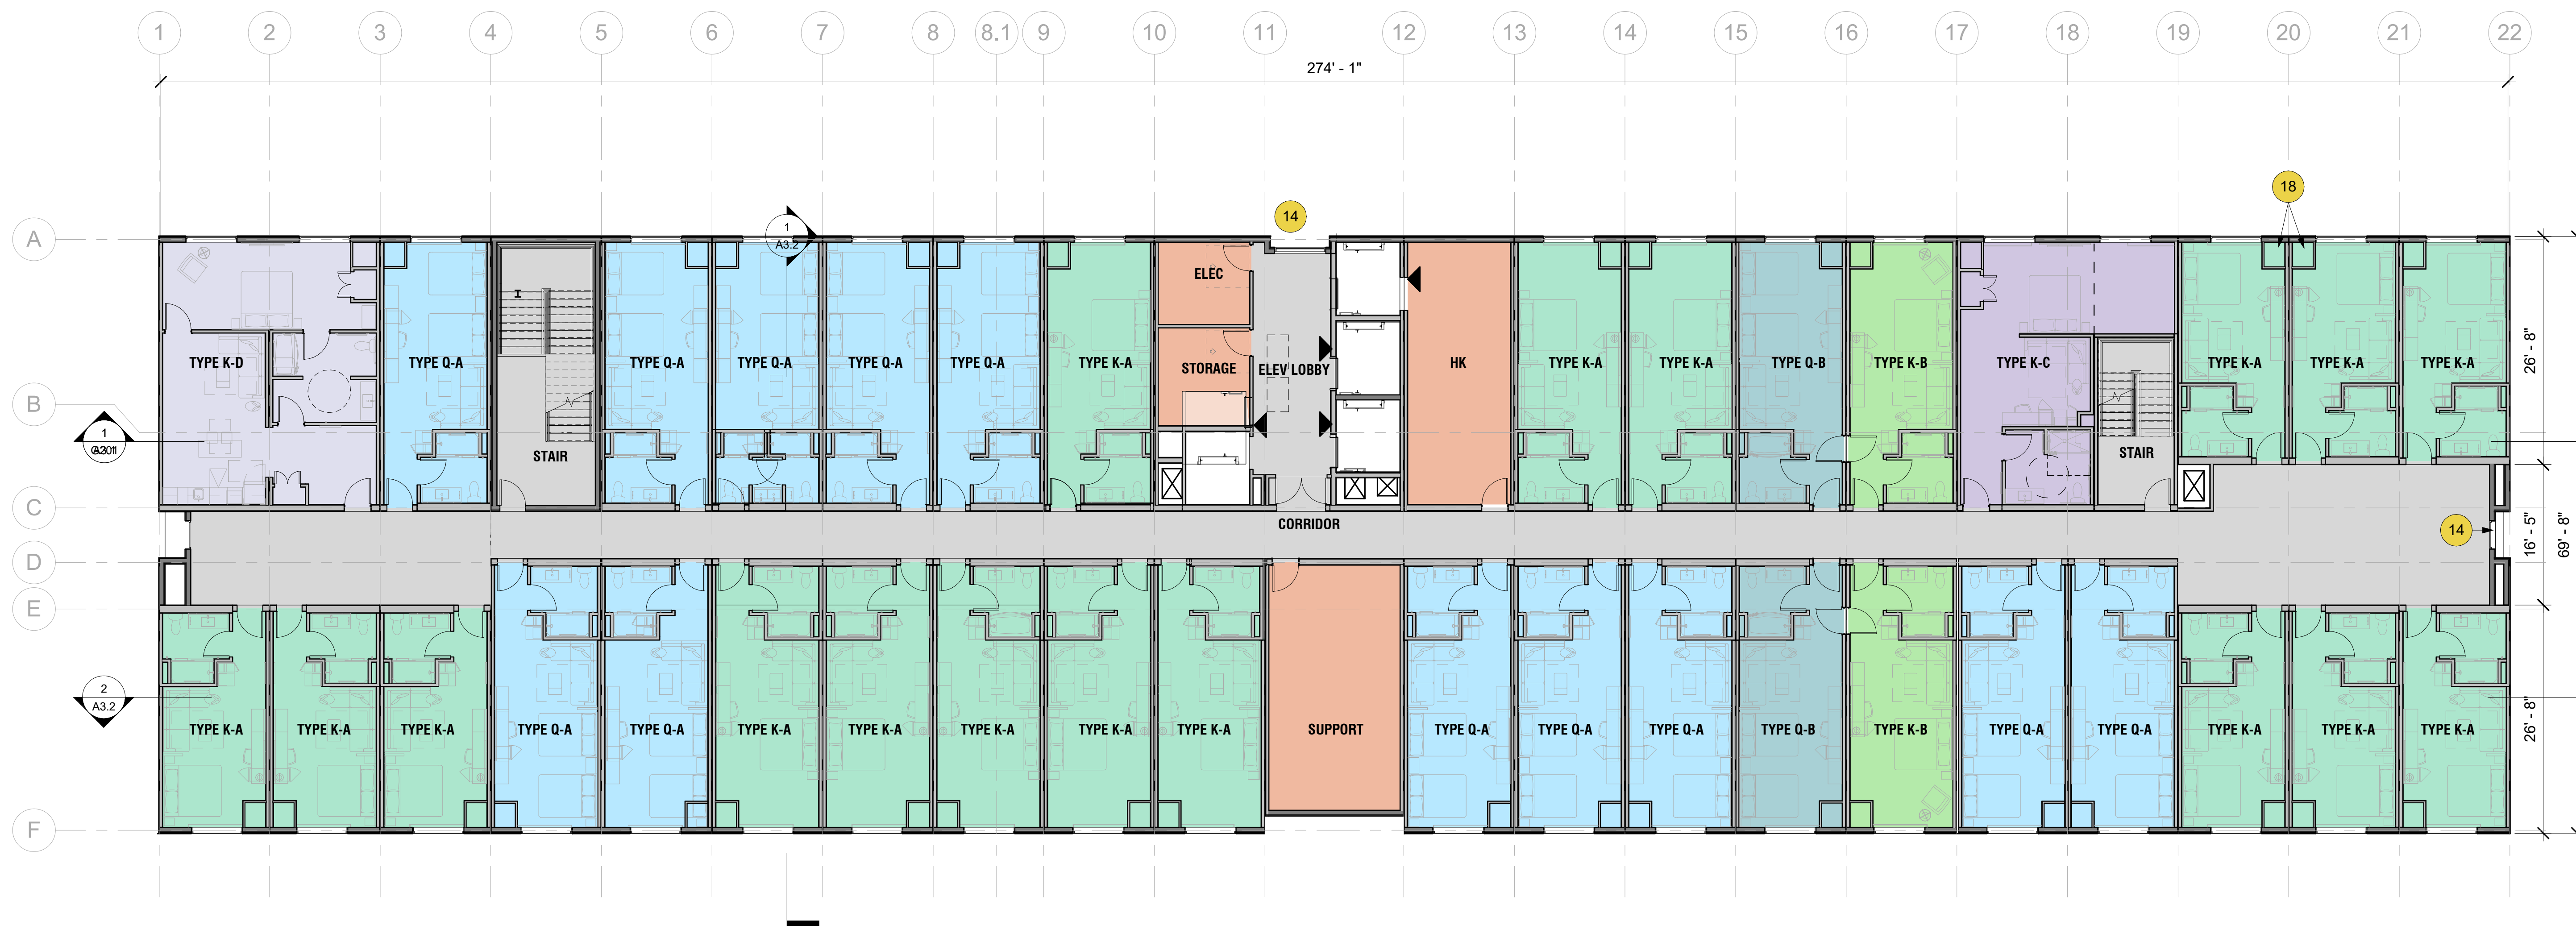 1 2 3 4 5 6 7 8 8.1 9 10 11 12 13 14 15 16 17 18 19 20 21 22
274' - 1"
18
14
1
A3.2
A
B
C
D
E
F
ELEC
TYPE K-D
TYPE Q-A
TYPE Q-A
TYPE Q-A
TYPE Q-A
TYPE Q-A
TYPE K-A
STORAGE
ELEV LOBBY
HK
TYPE K-A
TYPE K-A
TYPE Q-B
TYPE K-B
TYPE K-C
TYPE K-A
TYPE K-A
TYPE K-A
26' - 8"
1
STAIR
STAIR
CORRIDOR
14
16' - 5"
69' - 8"
2
A3.2
TYPE K-A
TYPE K-A
TYPE K-A
TYPE Q-A
TYPE Q-A
TYPE K-A
TYPE K-A
TYPE K-A
TYPE K-A
TYPE K-A
SUPPORT
TYPE Q-A
TYPE Q-A
TYPE Q-A
TYPE Q-B
TYPE K-B
TYPE Q-A
TYPE Q-A
TYPE K-A
TYPE K-A
TYPE K-A
26' - 8"